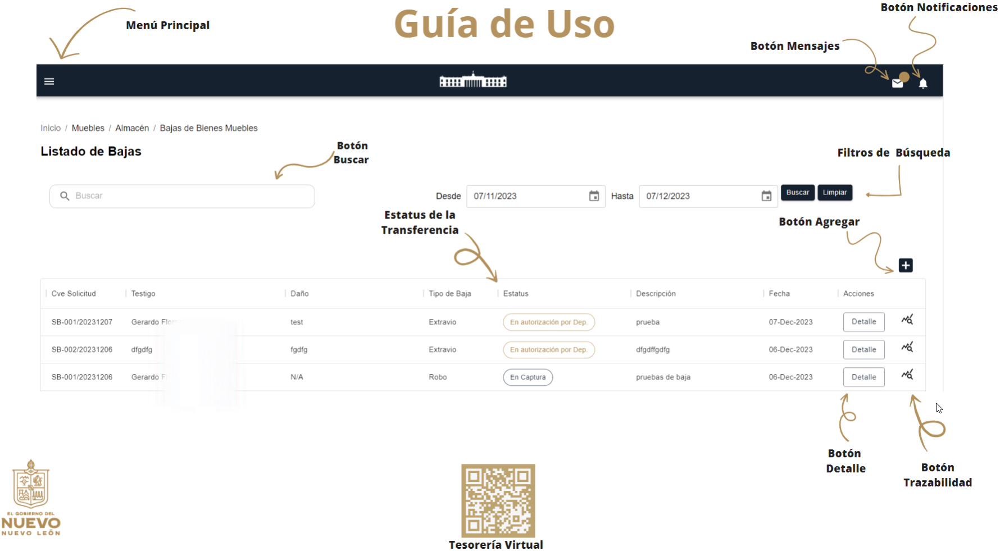 Guía de Uso
Menú Principal
Botón Notificaciones
Botón Mensajes
Inicio / Muebles / Almacén / Bajas de Bienes Muebles
Listado de Bajas
Botón
Buscar
Filtros de Búsqueda
Buscar
Desde 07/11/2023 Hasta 07/12/2023 Buscar Limpiar
Estatus de la
Transferencia
Botón Agregar
Cve Solicitud Testigo Daño Tipo de Baja Estatus Descripción Fecha Acciones
SB-001/20231207 Gerardo test Extravio En autorización por Dep. prueba 07-Dec-2023 Detalle
SB-002/20231206 dfgdfg fgdfg Extravio En autorización por Dep. dfgdffgdfg 06-Dec-2023 Detalle
SB-001/20231206 Gerardo N/A Robo En Captura pruebas de baja 06-Dec-2023 Detalle
Botón
Detalle
Botón
Trazabilidad
EL GOBIERNO DEL
NUEVO
NUEVO LEÓN
Tesorería Virtual